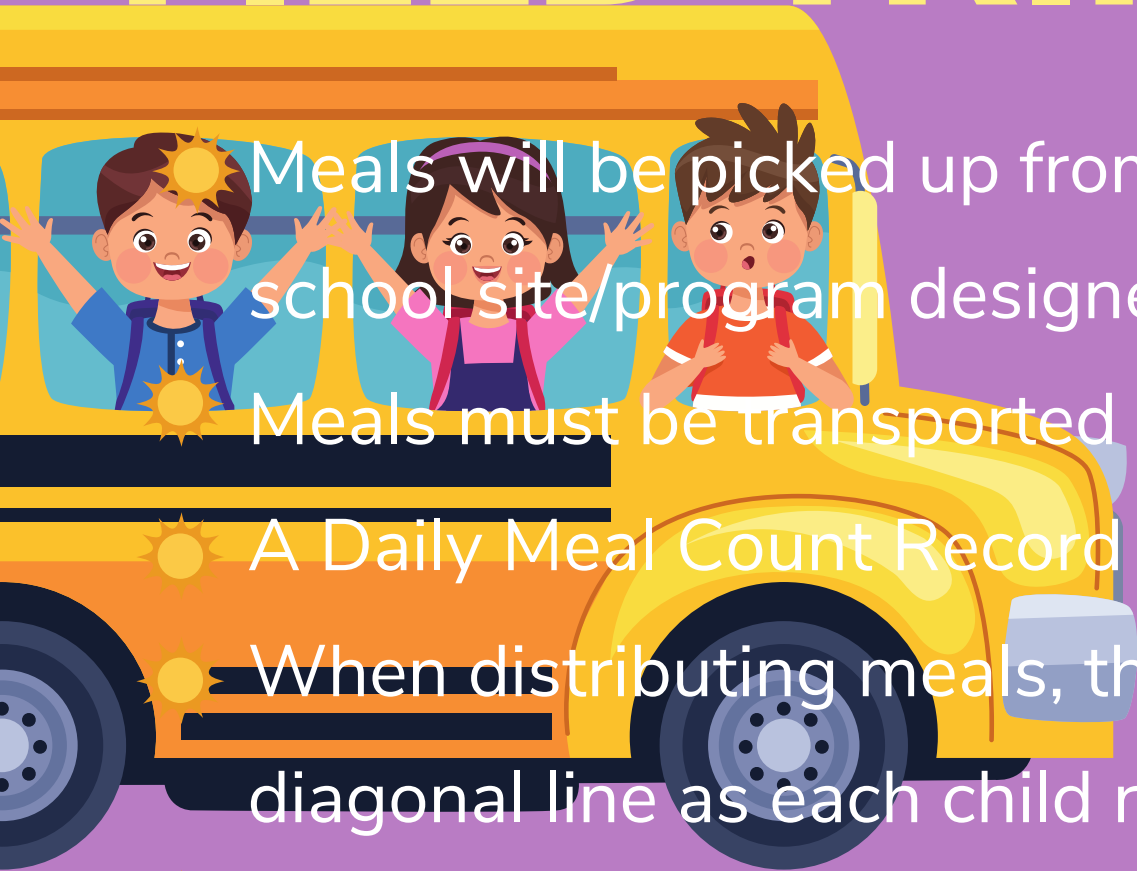 Meals will be picked up from
school site/program designe
Meals must be transported
A Daily Meal Count Record
When distributing meals, th
diagonal line as each child r